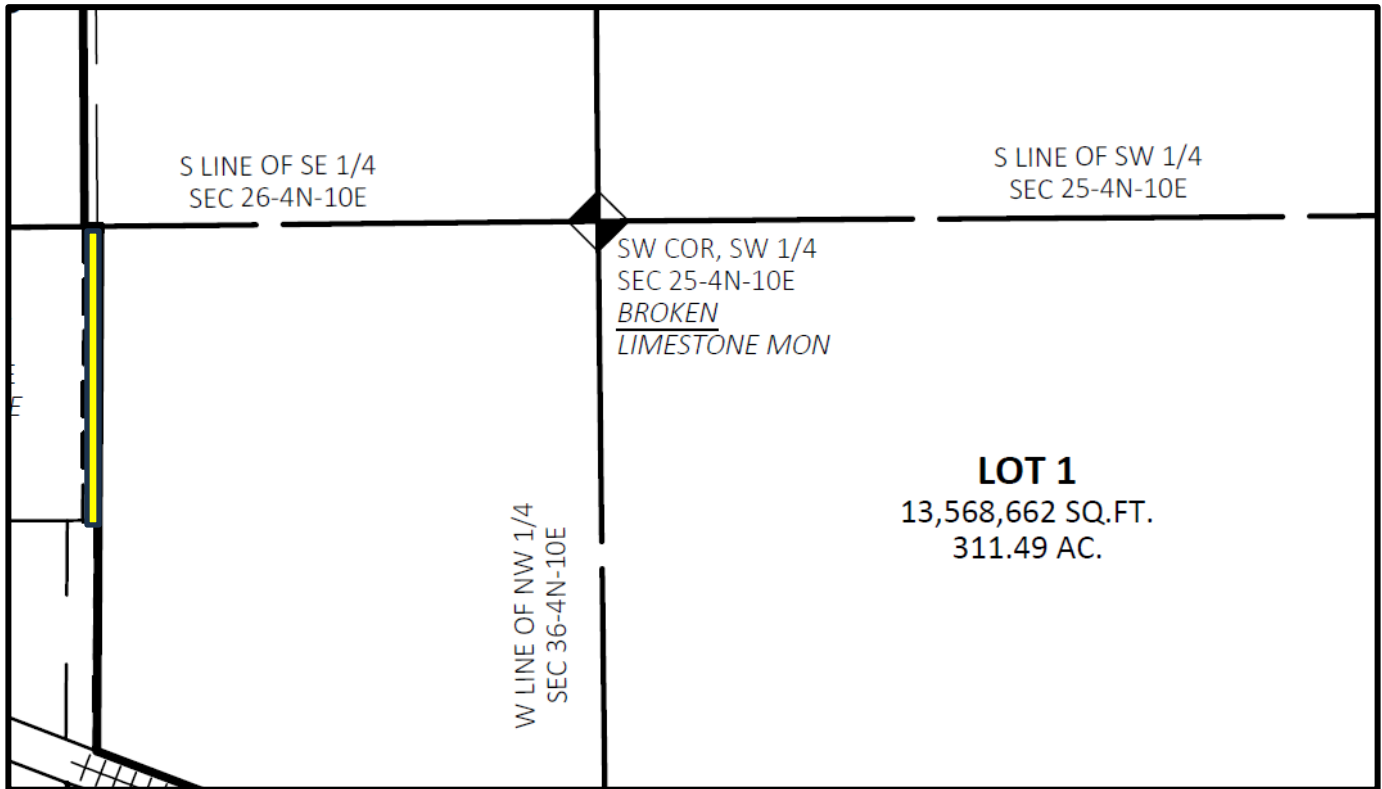 S LINE OF SE 1/4
SEC 26-4N-10E
S LINE OF SW 1/4
SEC 25-4N-10E
SW COR, SW 1/4
SEC 25-4N-10E
BROKEN
LIMESTONE MON
W LINE OF NW 1/4
SEC 36-4N-10E
LOT 1
13,568,662 SQ.FT.
311.49 AC.